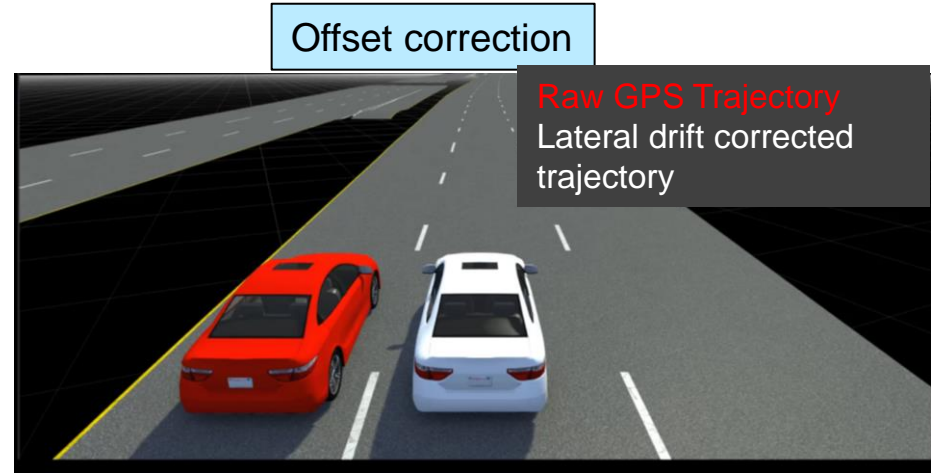 Offset correction
Raw GPS Trajectory
Lateral drift corrected
trajectory